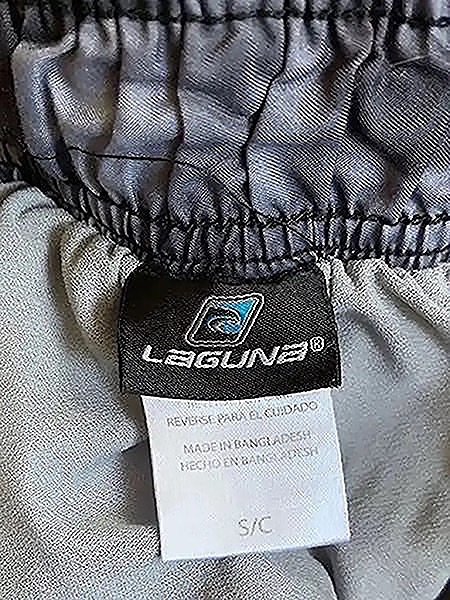 LAGUNA®
REVERSE PARA EL CUIDADO
MADE IN BANGLADESH
HECHO EN BANGLADESH
S/C